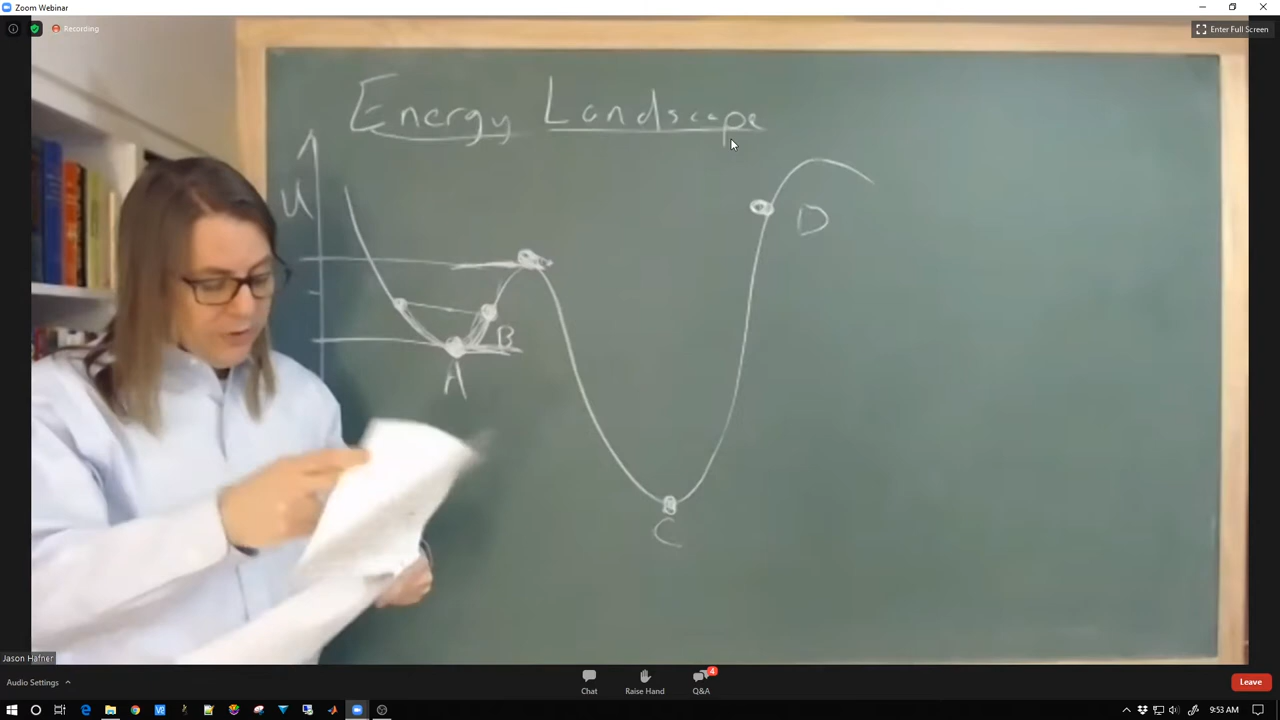 Zoom Webinar
Recording
Enter Full Screen
Energy Landscape
U
D
B
A
C
Jason Hafner
Audio Settings
Chat
Raise Hand
4
Q&A
Leave
9:53 AM